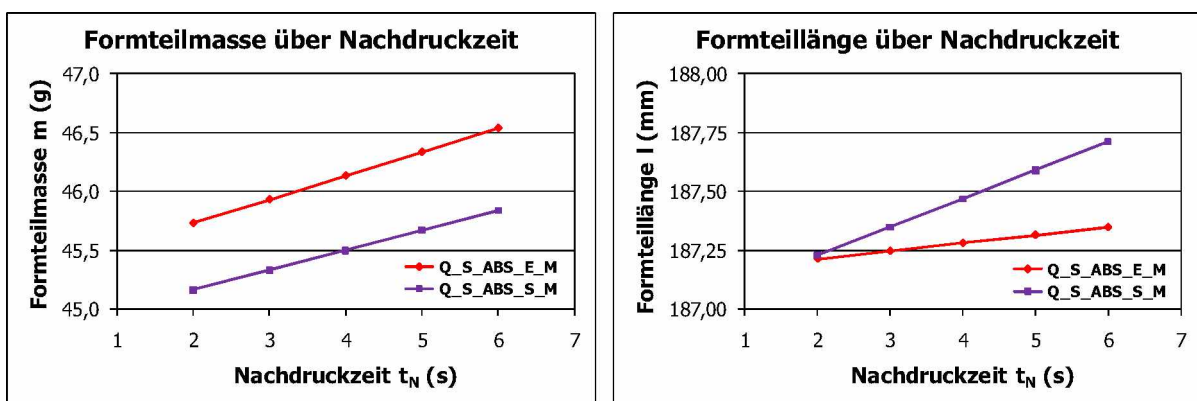 Formteilmasse über Nachdruckzeit
Formteilmasse m (g)
47,0
46,5
46,0
45,5
45,0
Q_S_ABS_E_M
Q_S_ABS_S_M
1 2 3 4 5 6 7
Nachdruckzeit tN (s)
Formteillänge über Nachdruckzeit
Formteillänge l (mm)
188,00
187,75
187,50
187,25
187,00
Q_S_ABS_E_M
Q_S_ABS_S_M
1 2 3 4 5 6 7
Nachdruckzeit tN (s)